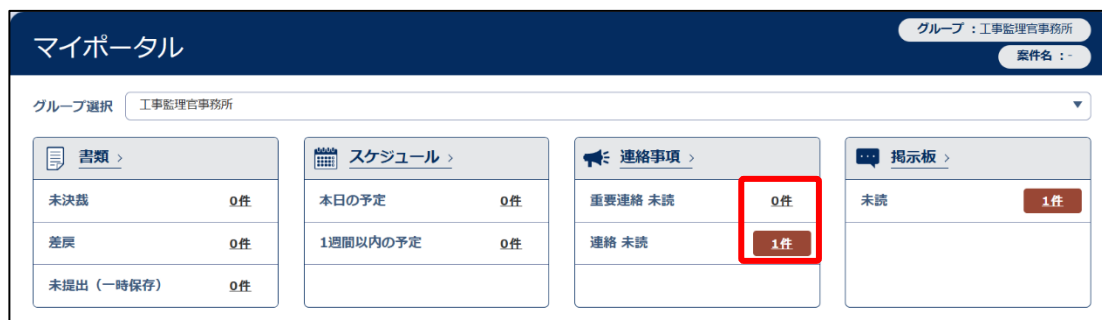 マイポータル
グループ ：工事監理官事務所
案件名 ：-
グループ選択 工事監理官事務所
書類 >
未決裁 0件
差戻 0件
未提出（一時保存） 0件
スケジュール >
本日の予定 0件
1週間以内の予定 0件
連絡事項 >
重要連絡 未読 0件
連絡 未読 1件
掲示板 >
未読 1件